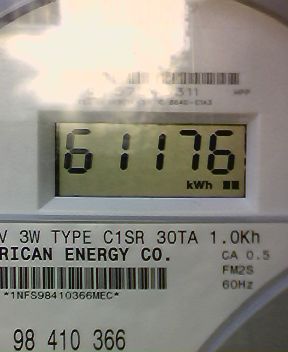 311
61176
kWh
V 3W TYPE C1SR 30TA 1.0Kh
RICAN ENERGY CO. CA 0.5
FM2S
*1NFS98410366MEC* 60Hz
98 410 366